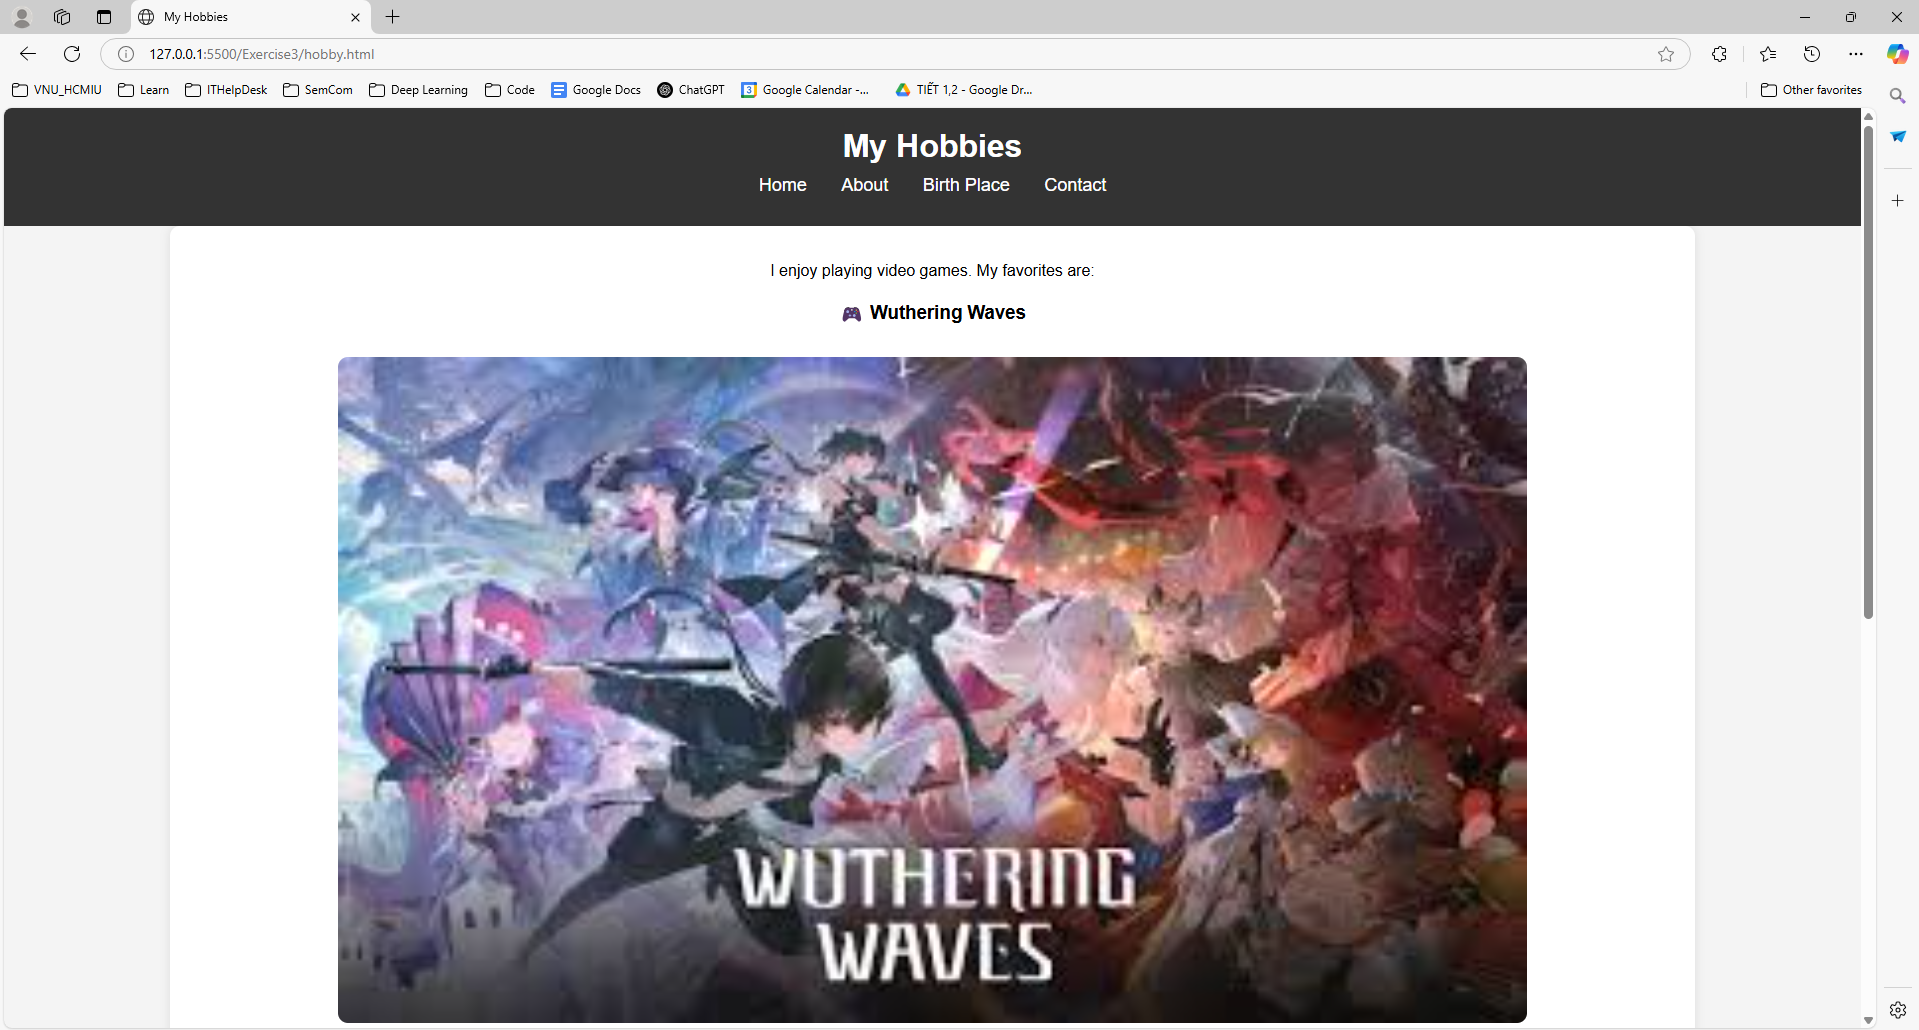 My Hobbies
127.0.0.1:5500/Exercise3/hobby.html
VNU_HCMIU Learn ITHelpDesk SemCom Deep Learning Code Google Docs ChatGPT 3 Google Calendar -... TIẾT 1,2 - Google Dr... Other favorites
My Hobbies
Home About Birth Place Contact
I enjoy playing video games. My favorites are:
🎮 Wuthering Waves
WUTHERING
WAVES